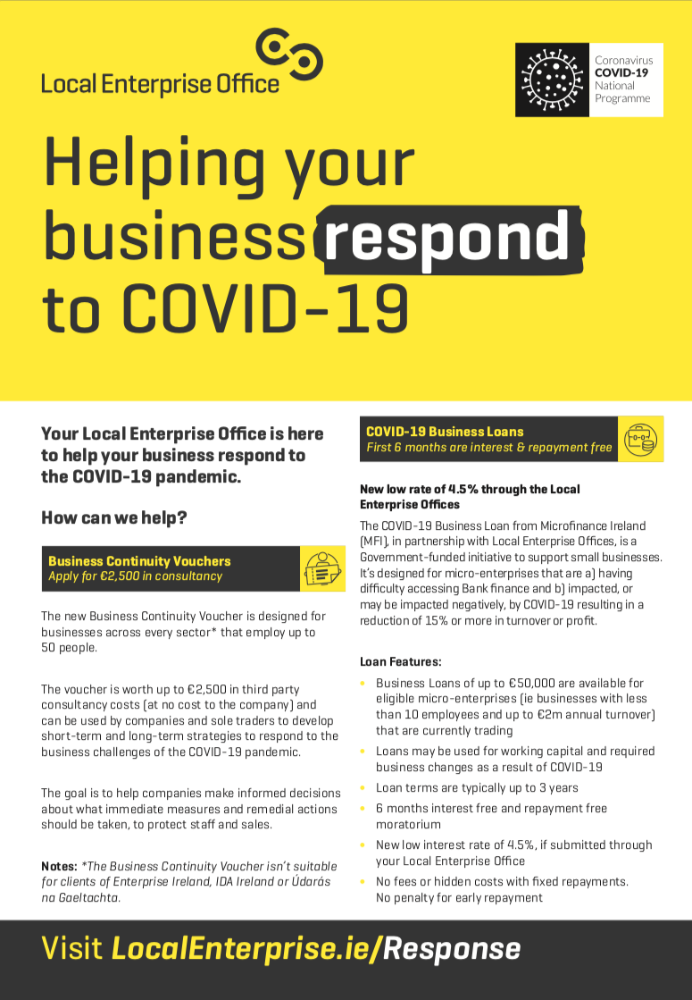 Local Enterprise Office
Coronavirus
COVID-19
National
Programme
Helping your
business respond
to COVID-19
Your Local Enterprise Office is here
to help your business respond to
the COVID-19 pandemic.
How can we help?
Business Continuity Vouchers
Apply for €2,500 in consultancy
The new Business Continuity Voucher is designed for
businesses across every sector* that employ up to
50 people.
The voucher is worth up to €2,500 in third party
consultancy costs (at no cost to the company) and
can be used by companies and sole traders to develop
short-term and long-term strategies to respond to the
business challenges of the COVID-19 pandemic.
The goal is to help companies make informed decisions
about what immediate measures and remedial actions
should be taken, to protect staff and sales.
Notes: *The Business Continuity Voucher isn't suitable
for clients of Enterprise Ireland, IDA Ireland or Údarás
na Gaeltachta.
COVID-19 Business Loans
First 6 months are interest & repayment free
New low rate of 4.5% through the Local
Enterprise Offices
The COVID-19 Business Loan from Microfinance Ireland
(MFI), in partnership with Local Enterprise Offices, is a
Government-funded initiative to support small businesses.
It's designed for micro-enterprises that are a) having
difficulty accessing Bank finance and b) impacted, or
may be impacted negatively, by COVID-19 resulting in a
reduction of 15% or more in turnover or profit.
Loan Features:
• Business Loans of up to €50,000 are available for
eligible micro-enterprises (ie businesses with less
than 10 employees and up to €2m annual turnover)
that are currently trading
• Loans may be used for working capital and required
business changes as a result of COVID-19
• Loan terms are typically up to 3 years
• 6 months interest free and repayment free
moratorium
• New low interest rate of 4.5%, if submitted through
your Local Enterprise Office
• No fees or hidden costs with fixed repayments.
No penalty for early repayment
Visit LocalEnterprise.ie/Response